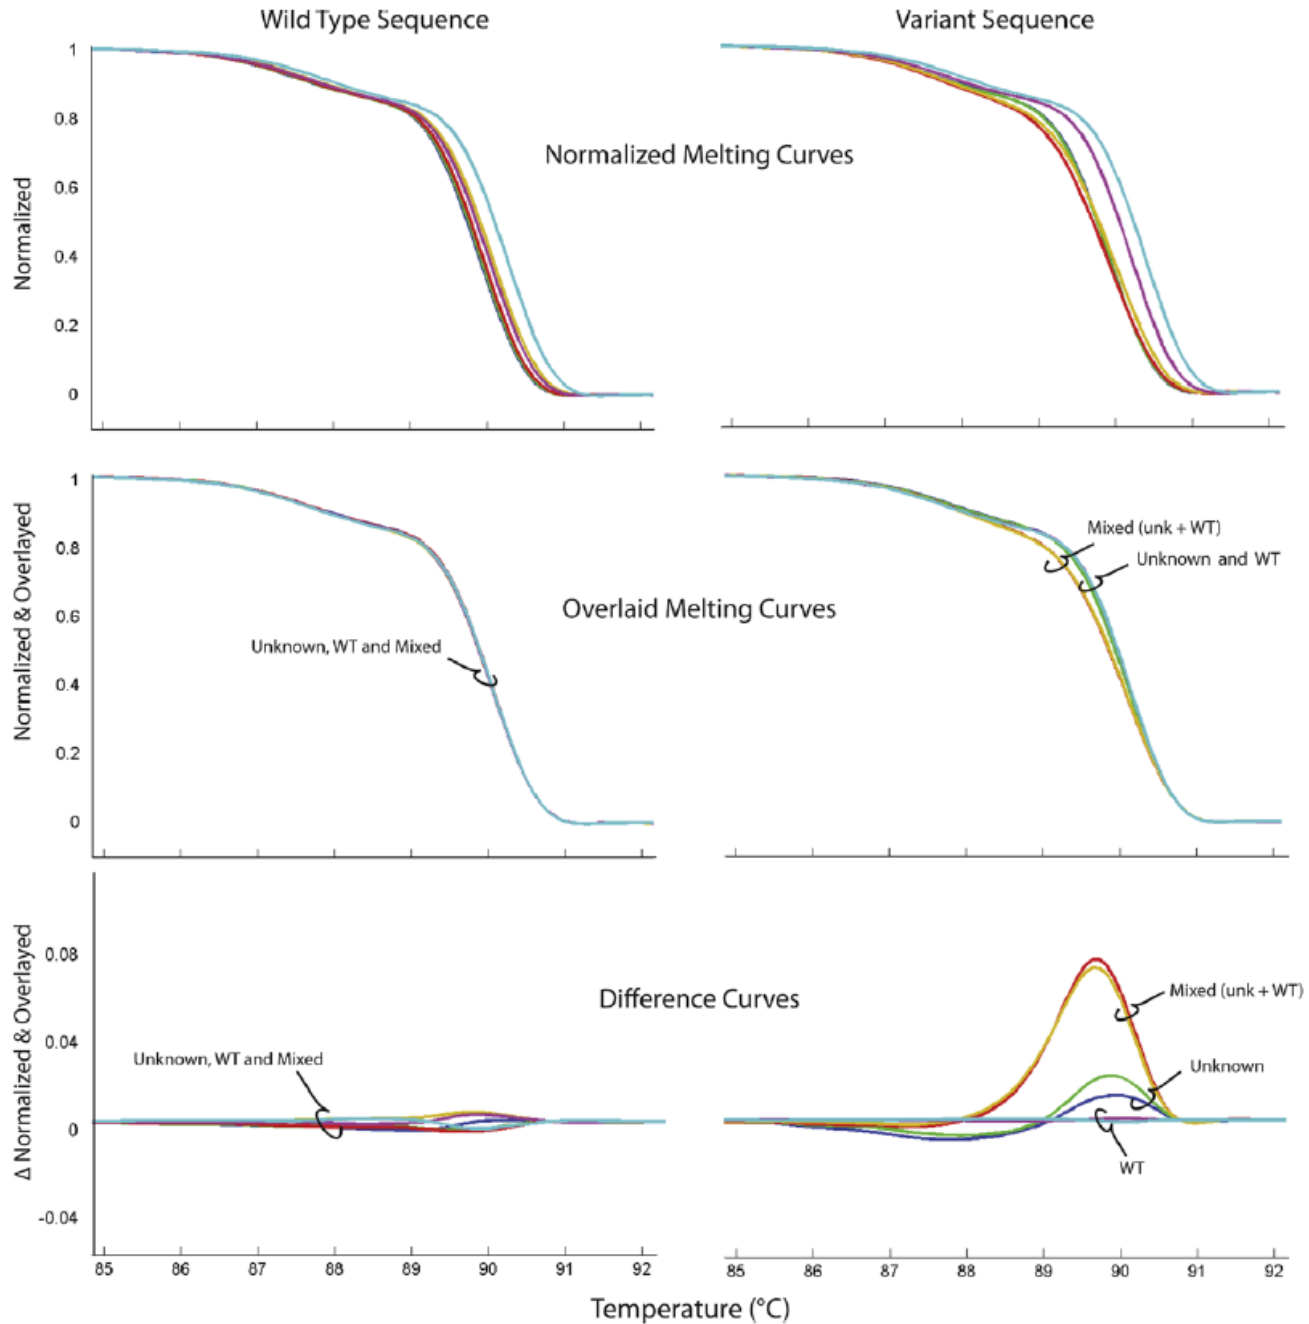 Wild Type Sequence
Variant Sequence
Normalized
1
0.8
0.6
0.4
0.2
0
Normalized Melting Curves
Normalized & Overlayed
1
0.8
0.6
0.4
0.2
0
Unknown, WT and Mixed
Overlaid Melting Curves
Mixed (unk + WT)
Unknown and WT
Δ Normalized & Overlayed
0.08
0.04
0
-0.04
Unknown, WT and Mixed
Difference Curves
Mixed (unk + WT)
Unknown
WT
85 86 87 88 89 90 91 92
85 86 87 88 89 90 91 92
Temperature (°C)